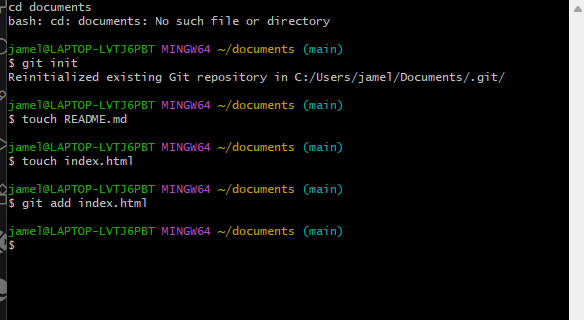 cd documents
bash: cd: documents: No such file or directory
jamel@LAPTOP-LVTJ6PBT MINGW64 ~/documents (main)
$ git init
Reinitialized existing Git repository in C:/Users/jamel/Documents/.git/
jamel@LAPTOP-LVTJ6PBT MINGW64 ~/documents (main)
$ touch README.md
jamel@LAPTOP-LVTJ6PBT MINGW64 ~/documents (main)
$ touch index.html
jamel@LAPTOP-LVTJ6PBT MINGW64 ~/documents (main)
$ git add index.html
jamel@LAPTOP-LVTJ6PBT MINGW64 ~/documents (main)
$